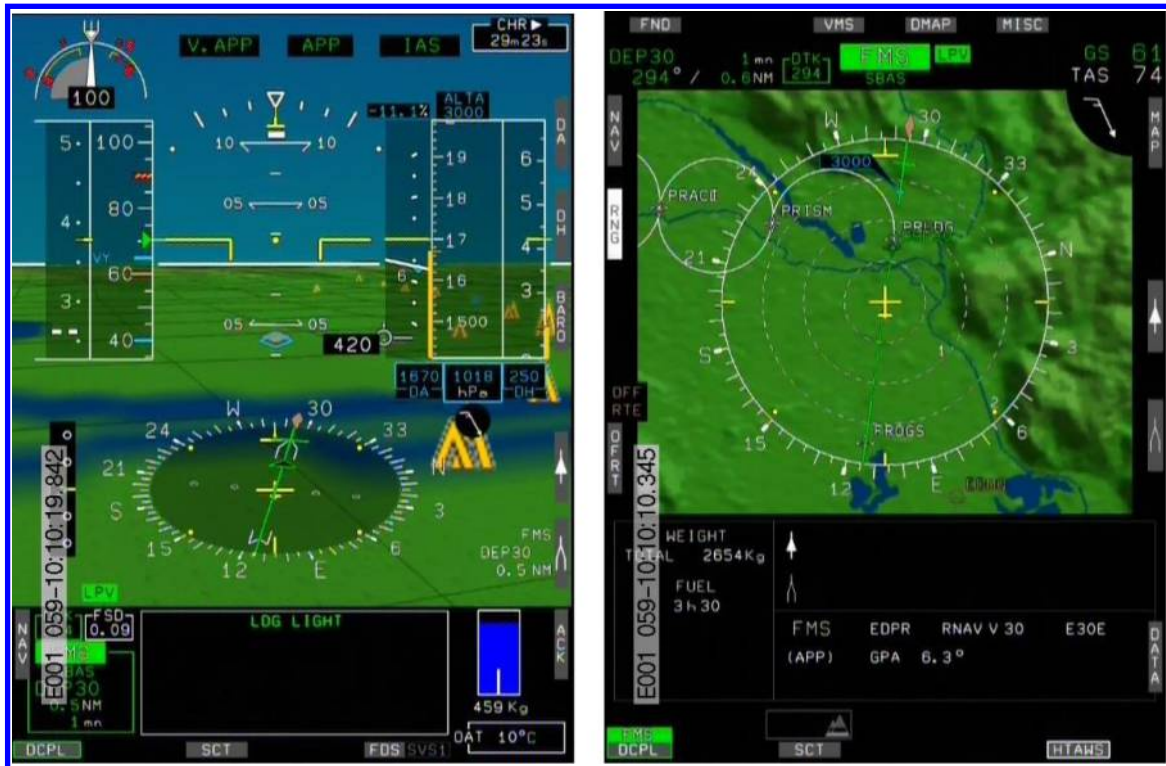 CHR▶
29m23s
V.APP APP IAS
100
-11.1% ALTA
3000
10 10
05 05
VY
05 05
5 4 3
100
80
60
40
19
18
17
16
1500
6
5
4
3
6
420
DA
DH
BARO
1670 DA
1018 hPa
250 DH
W 30 33 N 3 6 E 12 15 S 21 24
E001 059-10:10:19.842
FMS
DEP30
0.5 NM
LPV
NAV
FSD
0.09
LDG LIGHT
ACK
DEP30
0.5NM
1 mn
459 Kg
OAT 10°C
DCPL SCT FDS SVS1
FND VMS DMAP MISC
DEP30 1 mn DTK FMS LPV GS 61
294° / 0.6NM 294 SBAS TAS 74
NAV
MAP
RNG
W 30 33 N 3 6 E 12 15 S 21 24
3000
PRACI
PRISM
FROGS
1
2
OFF
RTE
OFRT
E001 059-10:10:10.345
WEIGHT
TOTAL 2654Kg
FUEL
3h30
FMS EDPR RNAV V 30 E30E
(APP) GPA 6.3°
DATA
FMS
DCPL SCT HTAWS